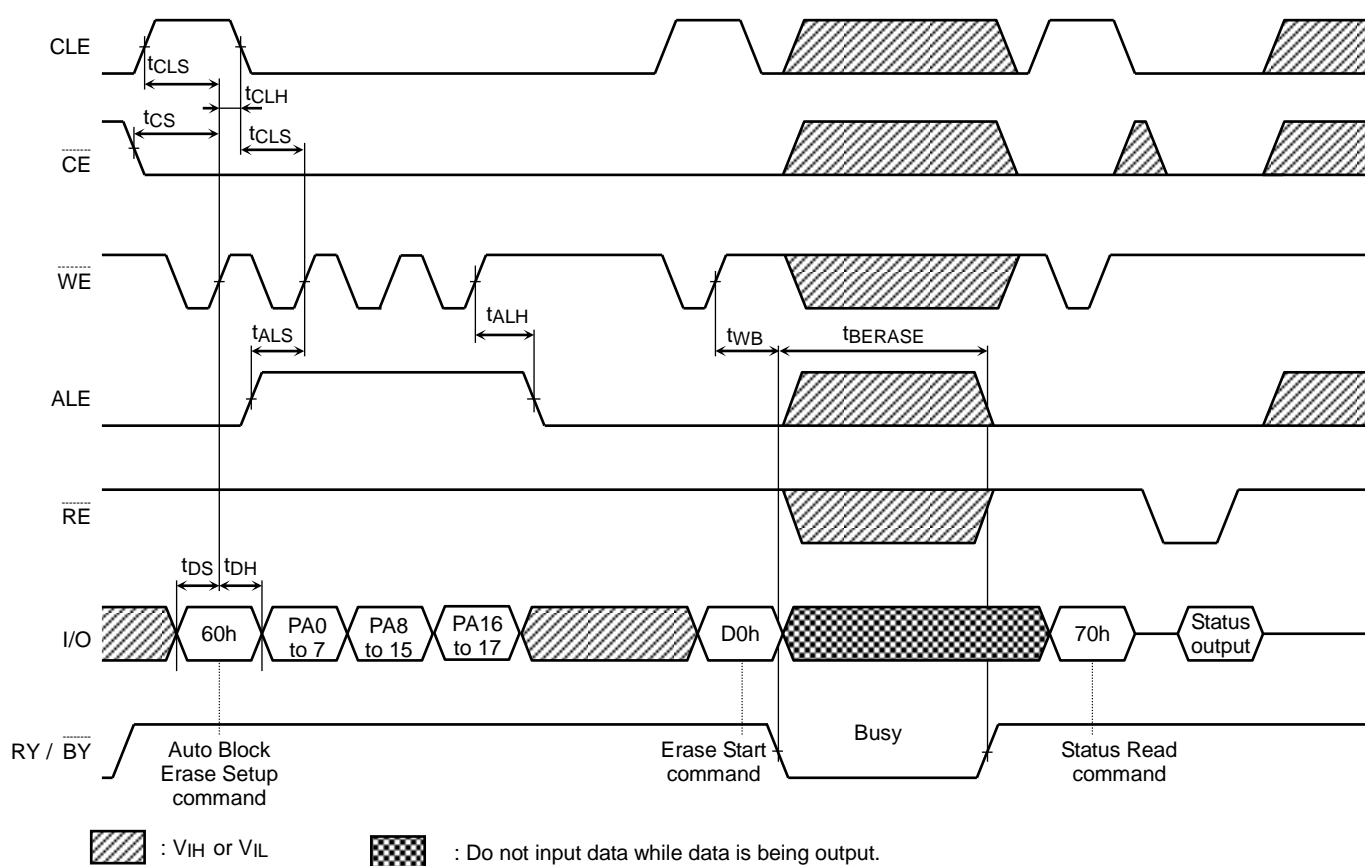 CLE
tCLS
tCLH
tCS
tCLS
CE
WE
tALS
tALH
tWB
tBERASE
ALE
RE
tDS
tDH
I/O
60h
PA0
to 7
PA8
to 15
PA16
to 17
D0h
70h
Status
output
RY / BY
Auto Block
Erase Setup
command
Erase Start
command
Busy
Status Read
command
: VIH or VIL
: Do not input data while data is being output.